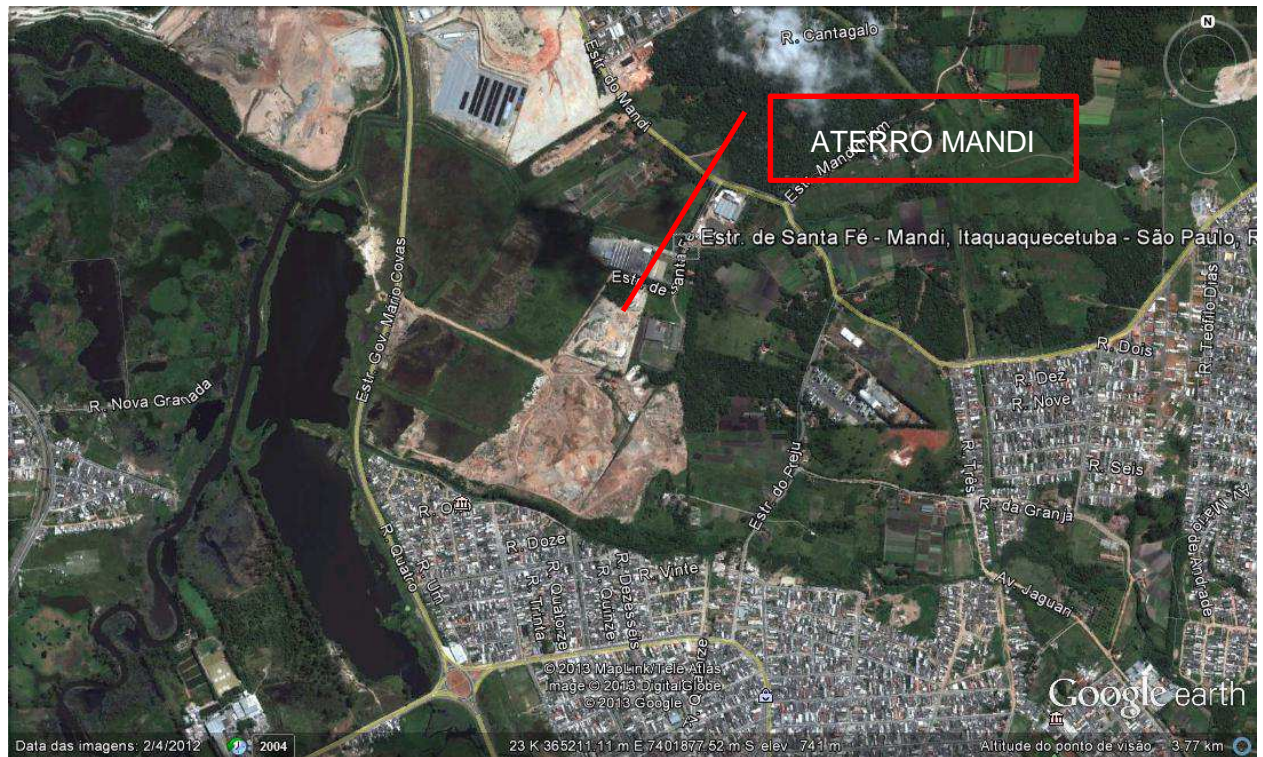 N
R. Cantagalo
Estr. do Mandi
ATERRO MANDI
Estr. Mandi
Estr. de Santa Fé - Mandi, Itaquaquecetuba - São Paulo, R
Estr. de Santa Fé
Estr. Gov. Mário Covas
R. Teofilo Dias
R. Dois
R. Dez
R. Nove
R. Nova Granada
R. Três
R. Seis
Estr. do Peju
R. da Granja
Av. Mario de Andrade
R. Doze
R. Vinte
R. Quatro
R. Um
R. Trinta
R. Quatorze
R. Quinze
R. Dezesseis
Av. Jaguari
© 2013 MapLink/Tele Atlas
Image © 2013 DigitalGlobe
© 2013 Google
Google earth
Data das imagens: 2/4/2012
2004
23 K 365211.11 m E 7401877.52 m S elev 741 m
Altitude do ponto de visão 3.77 km